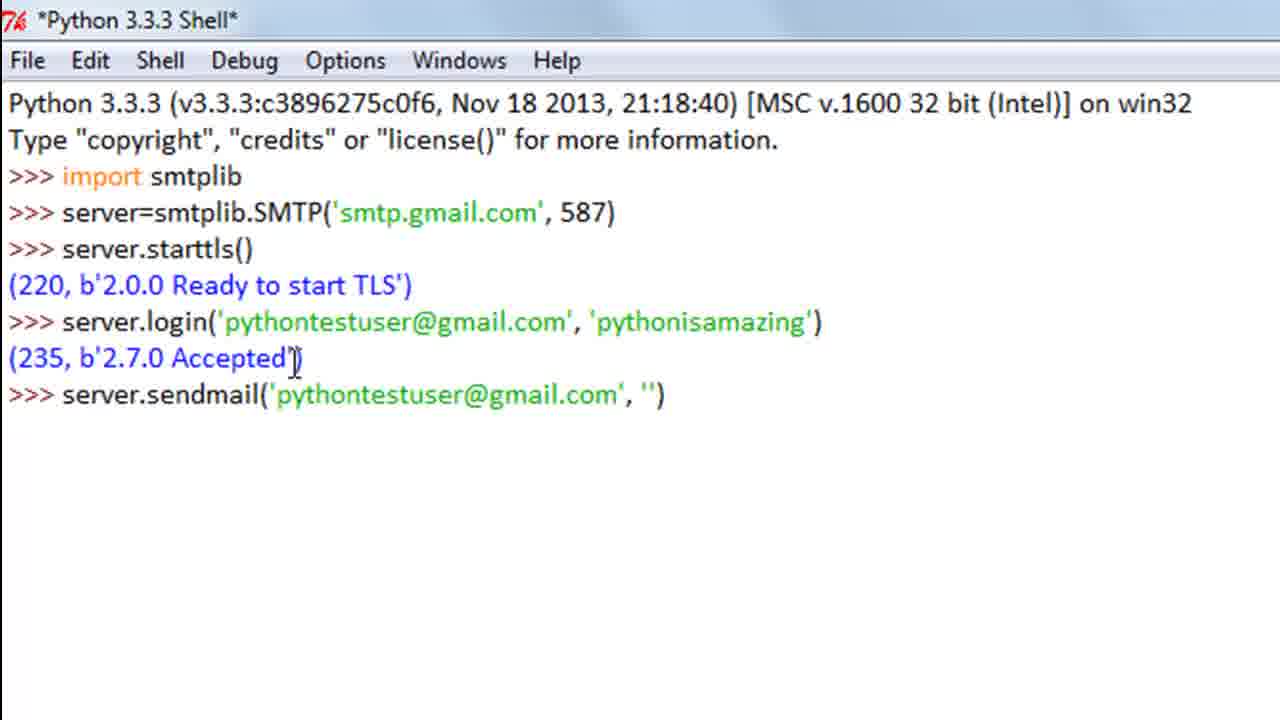 *Python 3.3.3 Shell*
File Edit Shell Debug Options Windows Help
Python 3.3.3 (v3.3.3:c3896275c0f6, Nov 18 2013, 21:18:40) [MSC v.1600 32 bit (Intel)] on win32
Type "copyright", "credits" or "license()" for more information.
>>> import smtplib
>>> server=smtplib.SMTP('smtp.gmail.com', 587)
>>> server.starttls()
(220, b'2.0.0 Ready to start TLS')
>>> server.login('pythontestuser@gmail.com', 'pythonisamazing')
(235, b'2.7.0 Accepted')
>>> server.sendmail('pythontestuser@gmail.com', '')